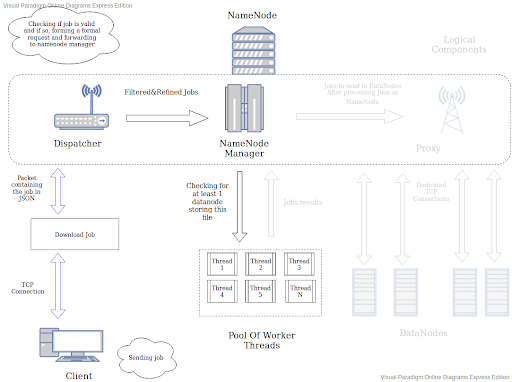 Visual Paradigm Online Diagrams Express Edition
Checking if job is valid
and if so, forming a formal
request and forwarding
to namenode manager
NameNode
Logical
Components
Filtered&Refined Jobs
Jobs to send to DataNodes
After processing Jobs on
NameNode
Dispatcher
NameNode
Manager
Proxy
Packet
containing
the job in
JSON
Checking for
at least 1
datanode
storing this
file
Jobs results
Dedicated
TCP
Connections
Download Job
Thread
1
Thread
2
Thread
3
Thread
4
Thread
5
Thread
N
TCP
Connection
Pool Of Worker
Threads
DataNodes
Sending job
Client
Visual Paradigm Online Diagrams Express Edition